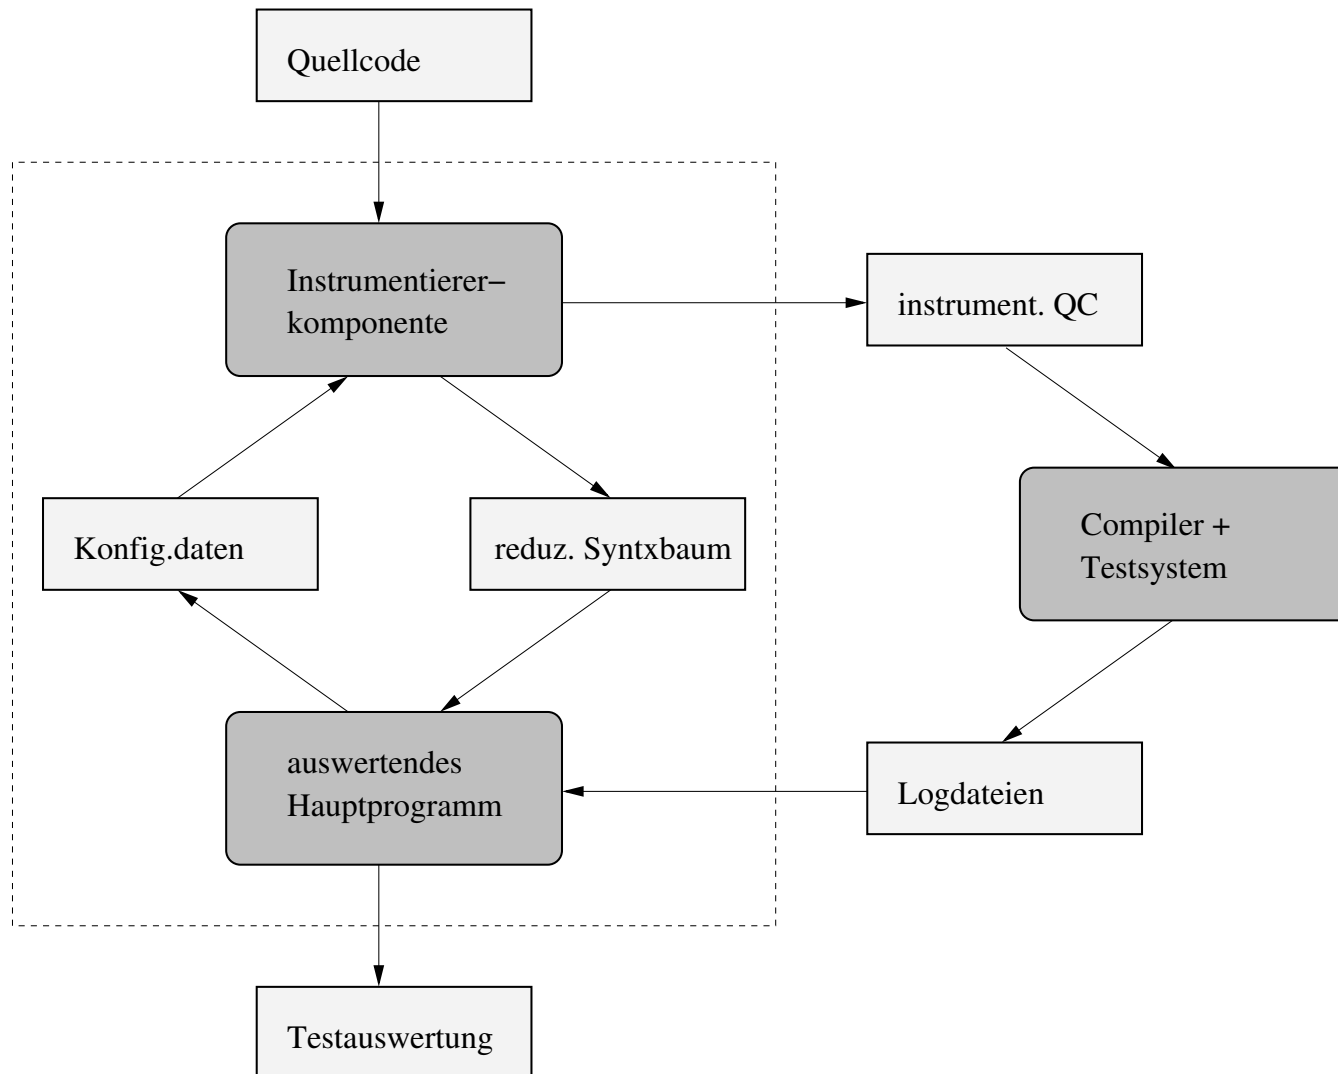 Quellcode
Instrumentierer−
komponente
instrument. QC
Konfig.daten
reduz. Syntxbaum
Compiler +
Testsystem
auswertendes
Hauptprogramm
Logdateien
Testauswertung